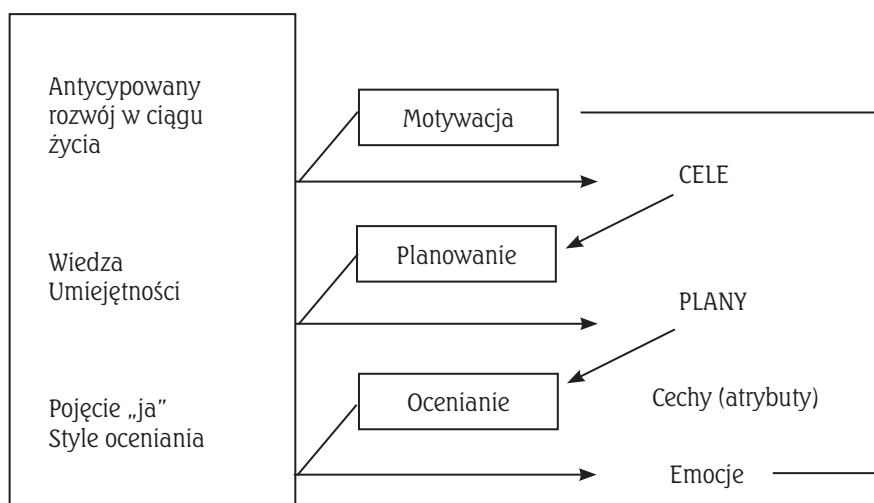 Antycypowany
rozwój w ciągu
życia
Motywacja
CELE
Wiedza
Umiejętności
Planowanie
PLANY
Pojęcie „ja”
Style oceniania
Ocenianie
Cechy (atrybuty)
Emocje